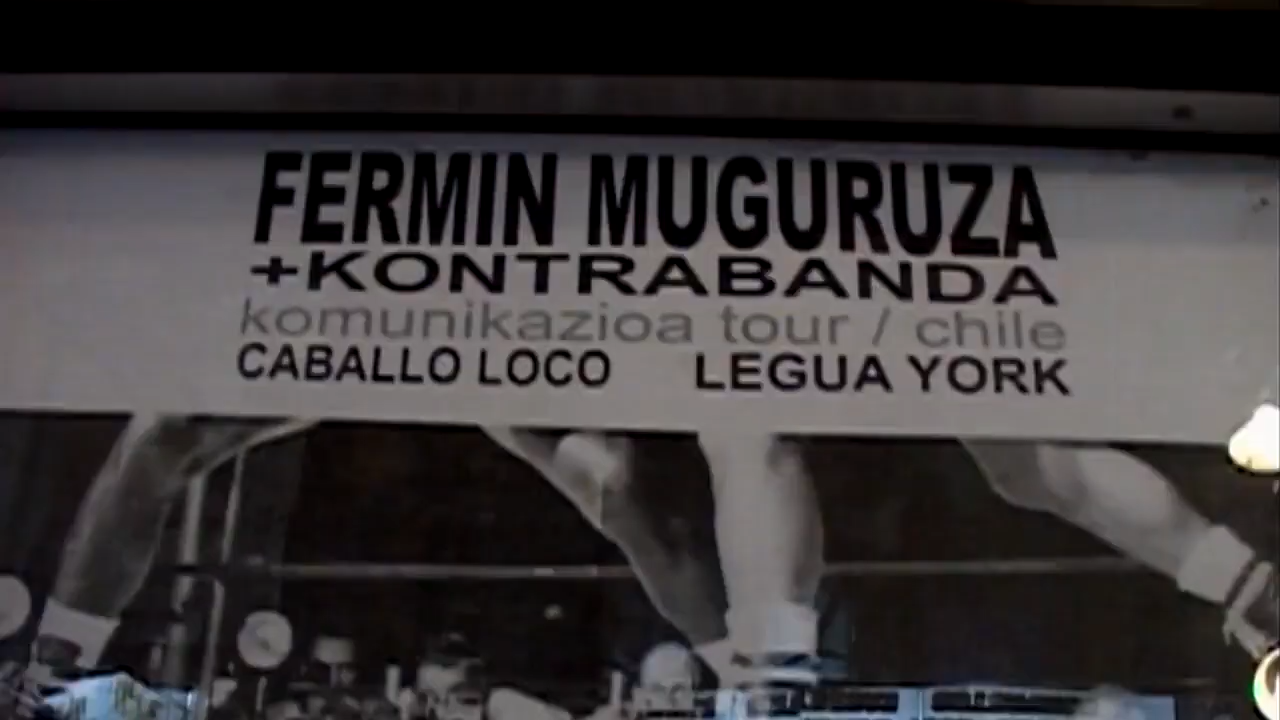 FERMIN MUGURUZA
+KONTRABANDA
komunikazioa tour / chile
CABALLO LOCO LEGUA YORK